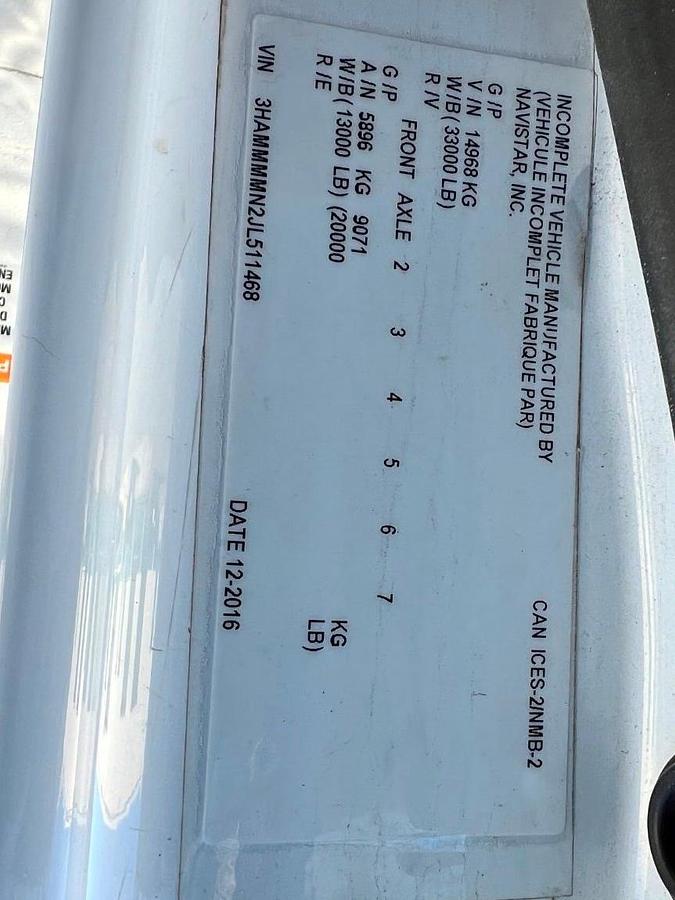 INCOMPLETE VEHICLE MANUFACTURED BY
(VEHICULE INCOMPLET FABRIQUE PAR)
NAVISTAR, INC.
CAN ICES-2/NMB-2
G /P
V /N 14968 KG
W/B ( 33000 LB)
R /V
G /P FRONT AXLE 2 3 4 5 6 7
A /N 5896 KG 9071 KG
W/B ( 13000 LB) (20000 LB)
R /E
VIN 3HAMMMMN2JL511468 DATE 12-2016